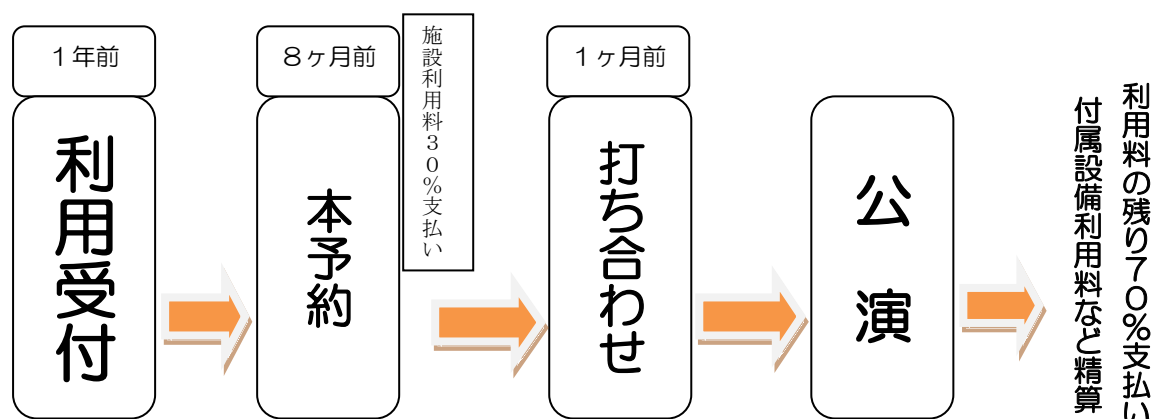 1年前
利用受付
8ヶ月前
本予約
施設利用料30%支払い
1ヶ月前
打ち合わせ
公演
利用料の残り70%支払い
付属設備利用料など精算